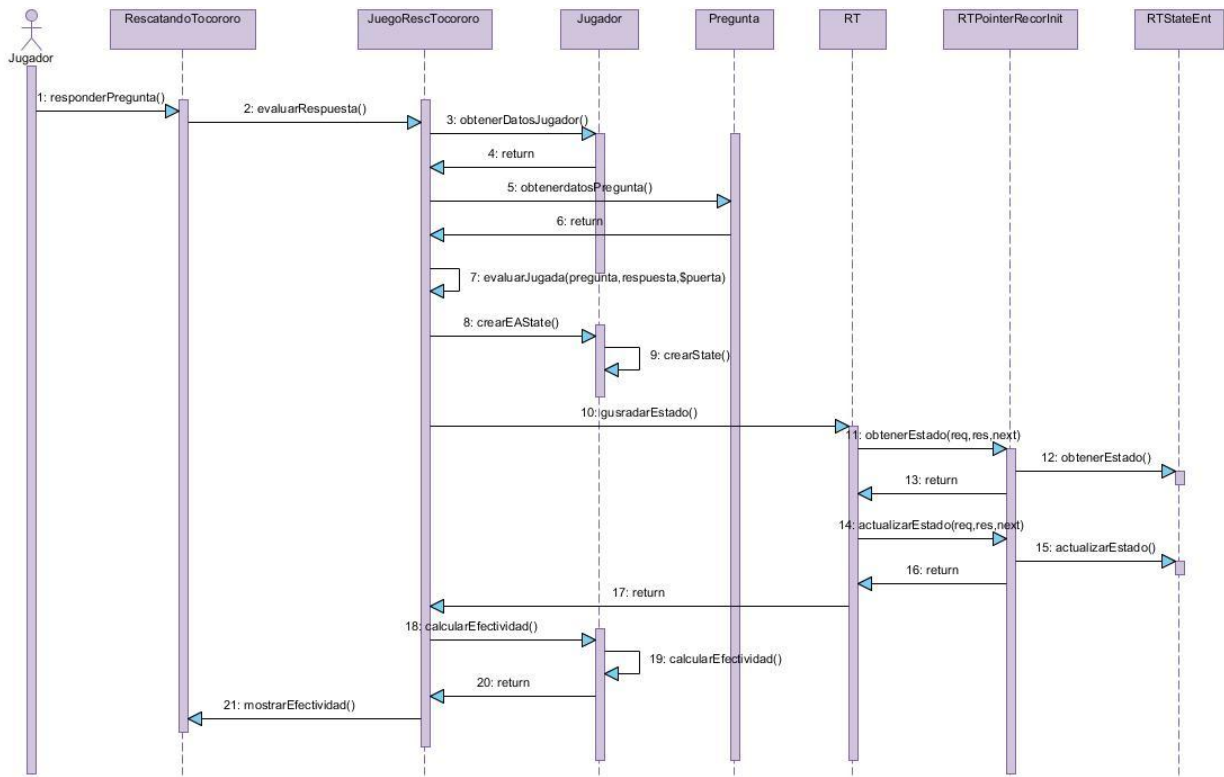 RescatandoTocororo
JuegoRescTocororo
Jugador
Pregunta
RT
RTPointerRecorInit
RTStateEnt
Jugador
1: responderPregunta()
2: evaluarRespuesta()
3: obtenerDatosJugador()
4: return
5: obtenerdatosPregunta()
6: return
7: evaluarJugada(pregunta,respuesta,$puerta)
8: crearEAState()
9: crearState()
10: gusradarEstado()
11: obtenerEstado(req,res,next)
12: obtenerEstado()
13: return
14: actualizarEstado(req,res,next)
15: actualizarEstado()
16: return
17: return
18: calcularEfectividad()
19: calcularEfectividad()
20: return
21: mostrarEfectividad()